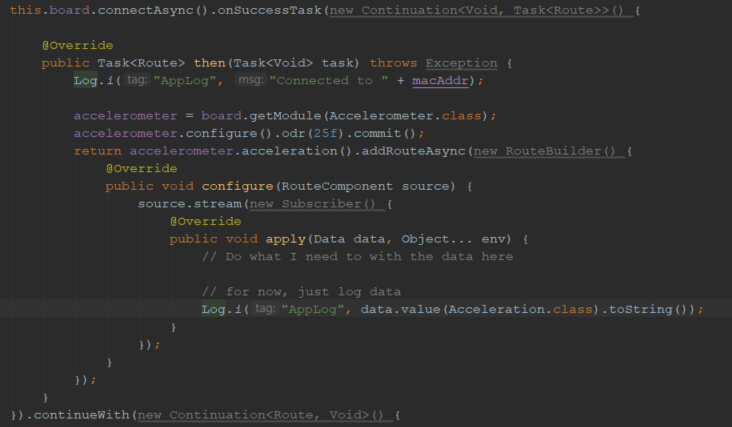 this.board.connectAsync().onSuccessTask(new Continuation<Void, Task<Route>>() {
@Override
public Task<Route> then(Task<Void> task) throws Exception {
Log.i( tag: "AppLog", msg: "Connected to " + macAddr);
accelerometer = board.getModule(Accelerometer.class);
accelerometer.configure().odr(25f).commit();
return accelerometer.acceleration().addRouteAsync(new RouteBuilder() {
@Override
public void configure(RouteComponent source) {
source.stream(new Subscriber() {
@Override
public void apply(Data data, Object... env) {
// Do what I need to with the data here
// for now, just log data
Log.i( tag: "AppLog", data.value(Acceleration.class).toString());
}
});
}
});
}
}).continueWith(new Continuation<Route, Void>() {